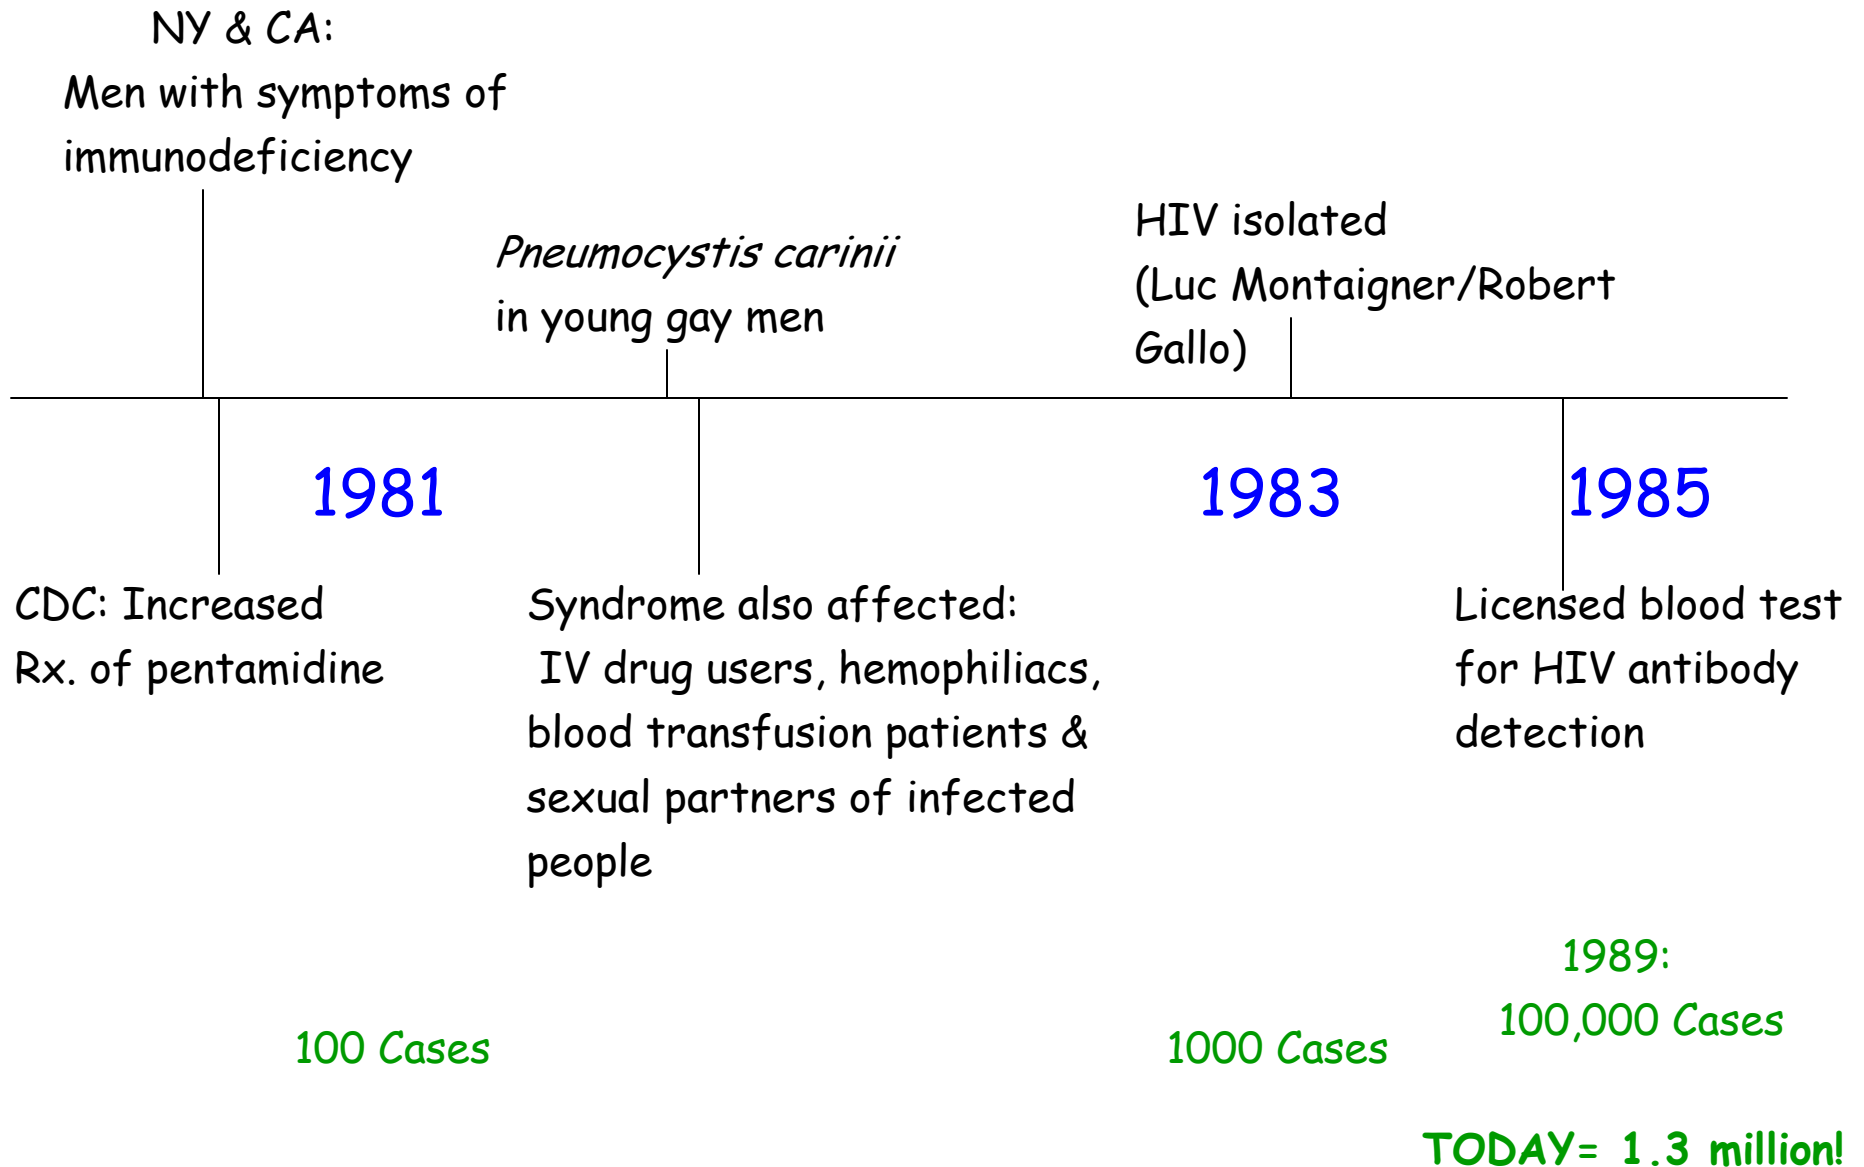 NY & CA:
Men with symptoms of
immunodeficiency
Pneumocystis carinii
in young gay men
HIV isolated
(Luc Montaigner/Robert
Gallo)
1981
1983
1985
CDC: Increased
Rx. of pentamidine
Syndrome also affected:
IV drug users, hemophiliacs,
blood transfusion patients &
sexual partners of infected
people
Licensed blood test
for HIV antibody
detection
100 Cases
1000 Cases
1989:
100,000 Cases
TODAY= 1.3 million!